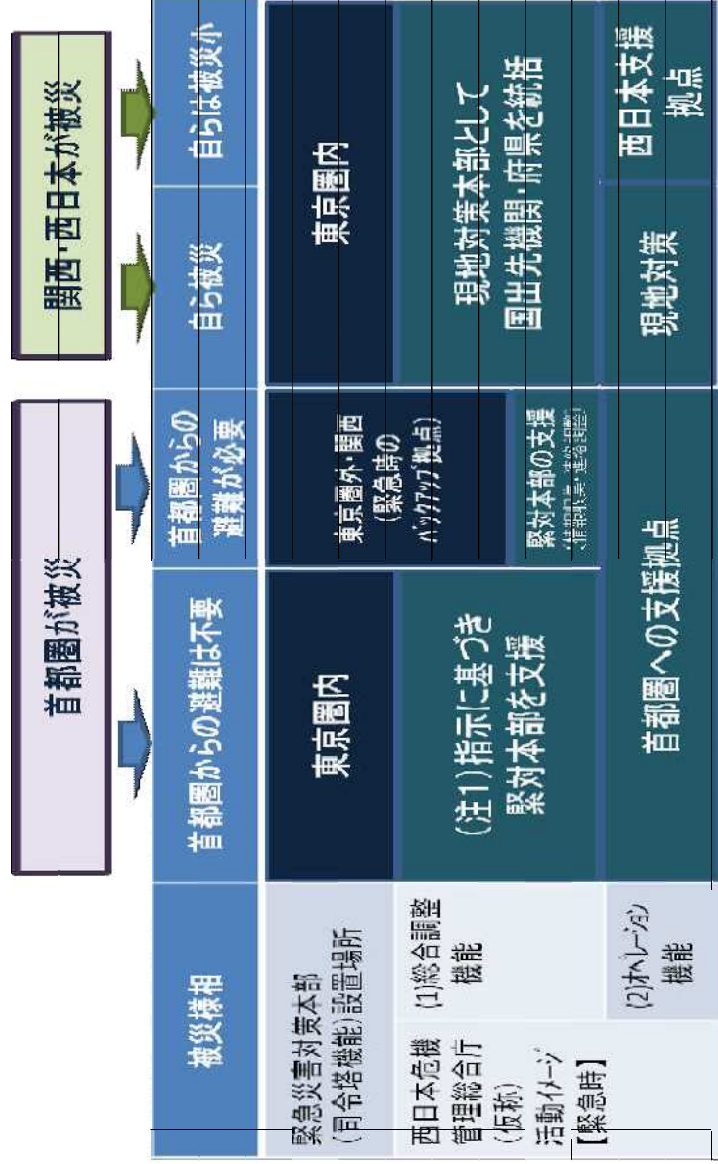 首都圏が被災
関西・西日本が被災
被災様相
首都圏からの避難は不要
首都圏からの
避難が必要
自ら被災
自らは被災小
緊急災害対策本部
(司令塔機能)設置場所
東京圏内
東京圏外・関西
(緊急時の
バックアップ拠点)
東京圏内
西日本危機
管理総合庁
(仮称)
活動イメージ
【緊急時】
(1)総合調整
機能
(注1)指示に基づき
緊対本部を支援
緊対本部の支援
(情報収集・連絡調整)
現地対策本部として
国出先機関・府県を統括
(2)オペレーション
機能
首都圏への支援拠点
現地対策
西日本支援
拠点